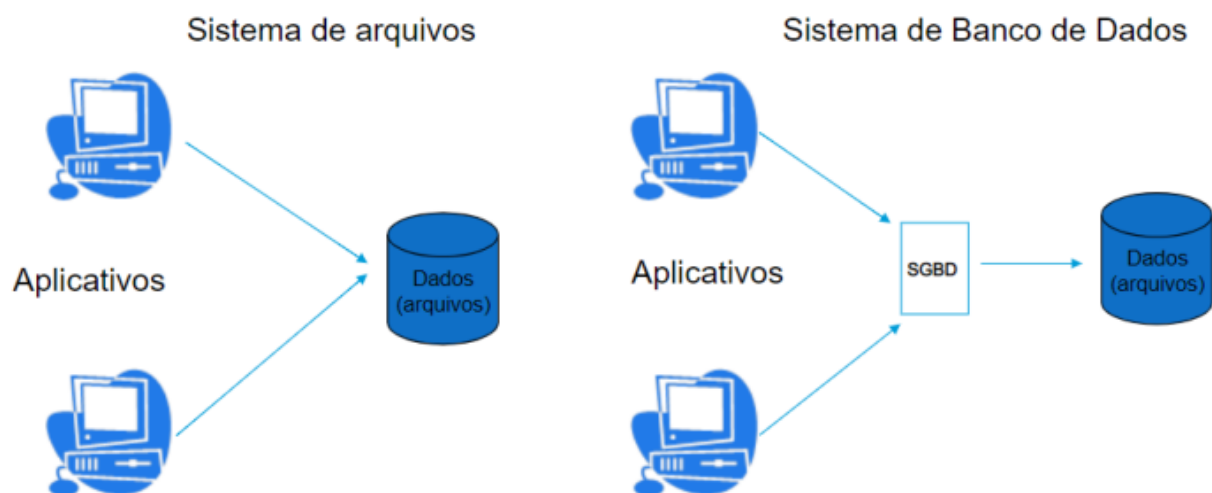 Sistema de arquivos
Aplicativos
Dados
(arquivos)
Sistema de Banco de Dados
Aplicativos
SGBD
Dados
(arquivos)